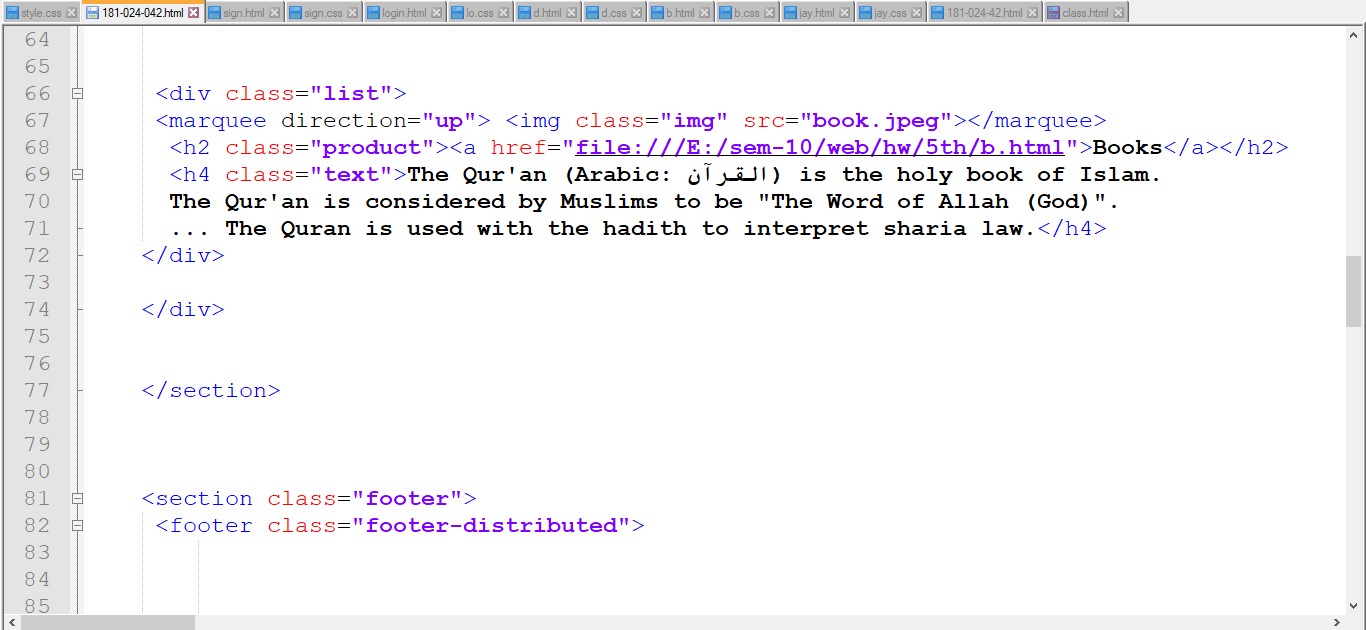 style.css 181-024-042.html sign.html sign.css login.html lo.css d.html d.css b.html b.css jay.html jay.css 181-024-42.html class.html
64
65
66 <div class="list">
67 <marquee direction="up"> <img class="img" src="book.jpeg"></marquee>
68 <h2 class="product"><a href="file:///E:/sem-10/web/hw/5th/b.html">Books</a></h2>
69 <h4 class="text">The Qur'an (Arabic: القرآن) is the holy book of Islam.
70 The Qur'an is considered by Muslims to be "The Word of Allah (God)".
71 ... The Quran is used with the hadith to interpret sharia law.</h4>
72 </div>
73
74 </div>
75
76
77 </section>
78
79
80
81 <section class="footer">
82 <footer class="footer-distributed">
83
84
85